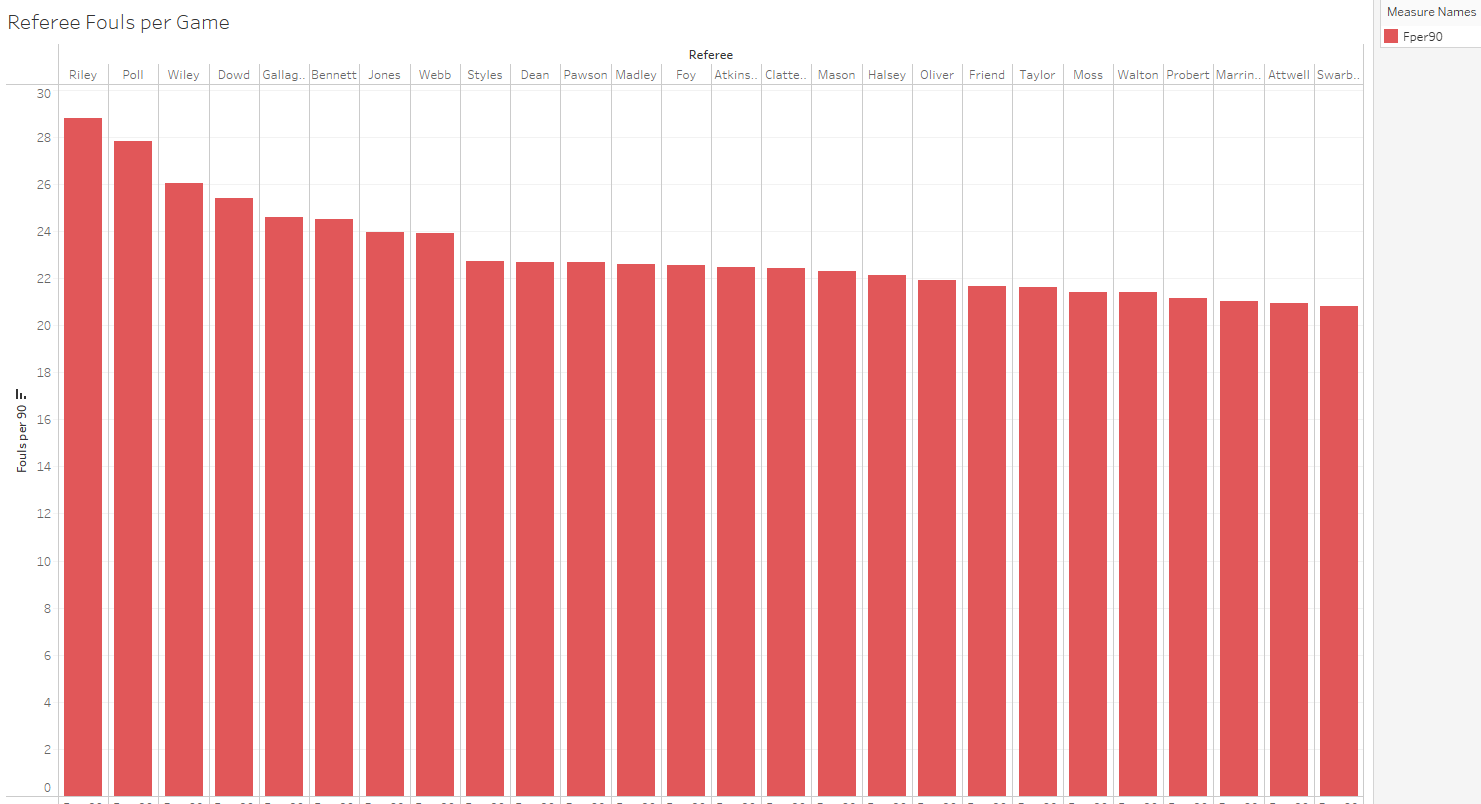 Referee Fouls per Game
Measure Names
Fper90
Referee
Riley Poll Wiley Dowd Gallag.. Bennett Jones Webb Styles Dean Pawson Madley Foy Atkins.. Clatte.. Mason Halsey Oliver Friend Taylor Moss Walton Probert Marrin.. Attwell Swarb..
30
28
26
24
22
20
18
16
14
12
10
8
6
4
2
0
Fouls per 90